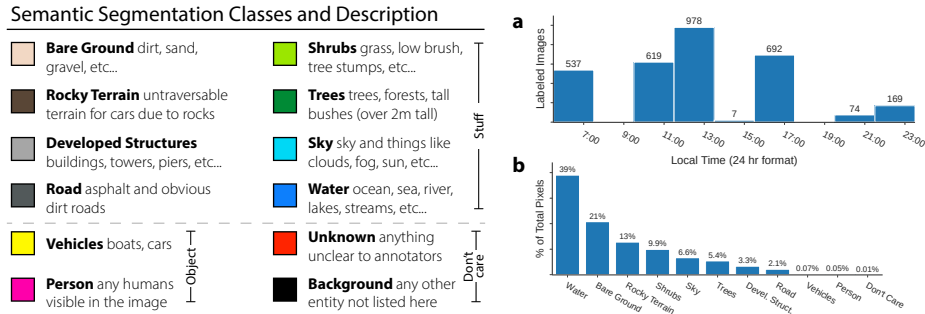 Semantic Segmentation Classes and Description
Bare Ground dirt, sand,
gravel, etc...
Rocky Terrain untraversable
terrain for cars due to rocks
Developed Structures
buildings, towers, piers, etc...
Road asphalt and obvious
dirt roads
Shrubs grass, low brush,
tree stumps, etc...
Trees trees, forests, tall
bushes (over 2m tall)
Sky sky and things like
clouds, fog, sun, etc...
Water ocean, sea, river,
lakes, streams, etc...
Stuff
Vehicles boats, cars
Person any humans
visible in the image
Object
Unknown anything
unclear to annotators
Background any other
entity not listed here
Don't
care
a
Labeled Images
537
619
978
7
692
74
169
7:00
9:00
11:00
13:00
15:00
17:00
19:00
21:00
23:00
Local Time (24 hr format)
b
% of Total Pixels
39%
21%
13%
9.9%
6.6%
5.4%
3.3%
2.1%
0.07%
0.05%
0.01%
Water
Bare Ground
Rocky Terrain
Shrubs
Sky
Trees
Devel. Struct.
Road
Vehicles
Person
Don't Care